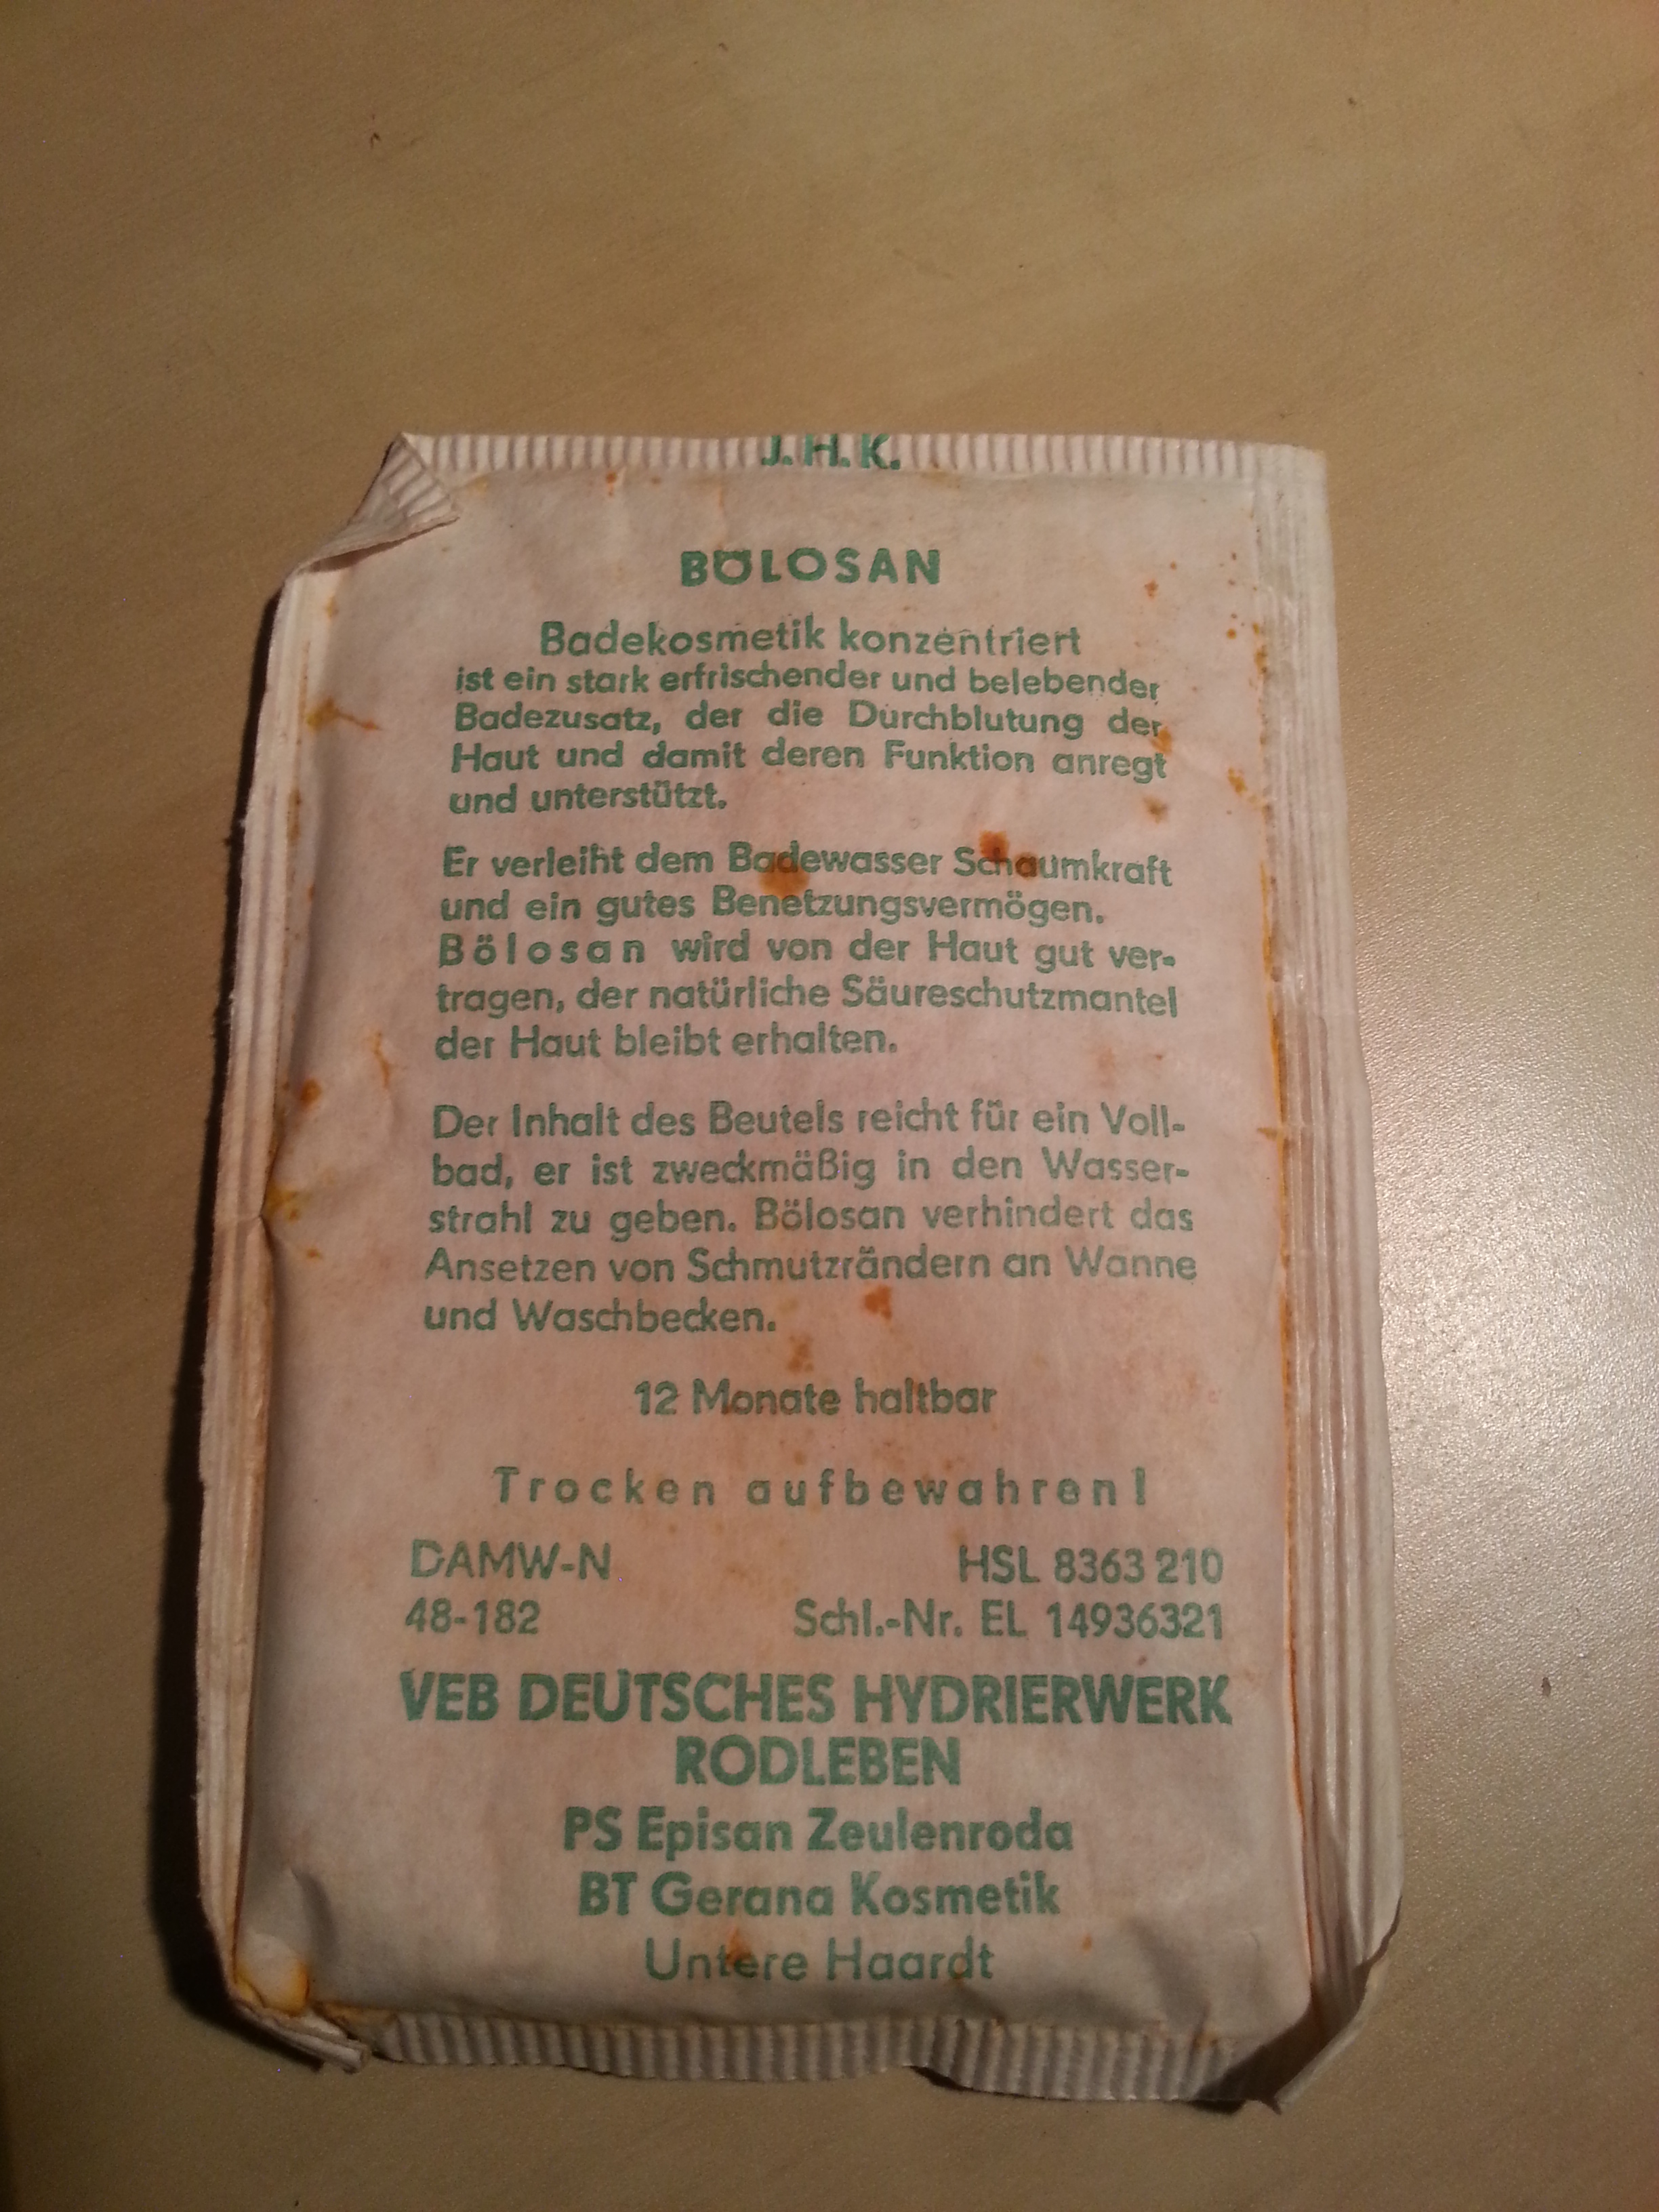 J. H. K.
BÖLOSAN
Badekosmetik konzentriert
ist ein stark erfrischender und belebender
Badezusatz, der die Durchblutung der
Haut und damit deren Funktion anregt
und unterstützt.
Er verleiht dem Badewasser Schaumkraft
und ein gutes Benetzungsvermögen.
Bölosan wird von der Haut gut ver-
tragen, der natürliche Säureschutzmantel
der Haut bleibt erhalten.
Der Inhalt des Beutels reicht für ein Voll-
bad, er ist zweckmäßig in den Wasser-
strahl zu geben. Bölosan verhindert das
Ansetzen von Schmutzrändern an Wanne
und Waschbecken.
12 Monate haltbar
Trocken aufbewahren!
DAMW-N HSL 8363 210
48-182 Schl.-Nr. EL 14936321
VEB DEUTSCHES HYDRIERWERK
RODLEBEN
PS Episan Zeulenroda
BT Gerana Kosmetik
Untere Haardt